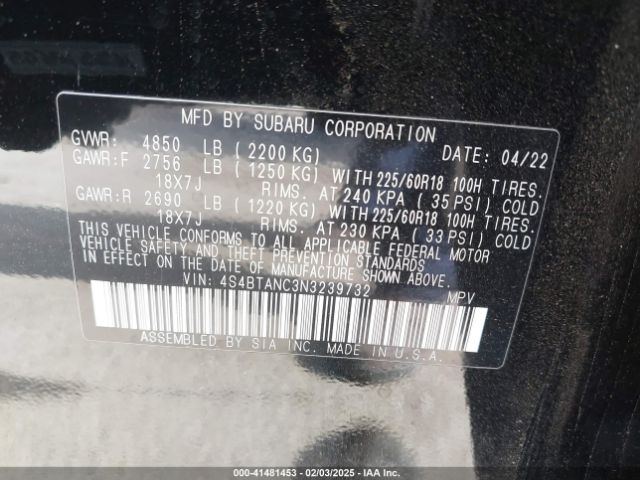 MFD BY SUBARU CORPORATION
GVWR: 4850 LB (2200 KG) DATE: 04/22
GAWR:F 2756 LB (1250 KG) WITH 225/60R18 100H TIRES.
18X7J RIMS. AT 240 KPA (35 PSI) COLD
GAWR:R 2690 LB (1220 KG) WITH 225/60R18 100H TIRES.
18X7J RIMS. AT 230 KPA (33 PSI) COLD
THIS VEHICLE CONFORMS TO ALL APPLICABLE FEDERAL MOTOR
VEHICLE SAFETY AND THEFT PREVENTION STANDARDS
IN EFFECT ON THE DATE OF MANUFACTURE SHOWN ABOVE.
VIN: 4S4BTANC3N3239732 MPV
ASSEMBLED BY SIA INC. MADE IN U.S.A.
000-41481453 - 02/03/2025 - IAA Inc.